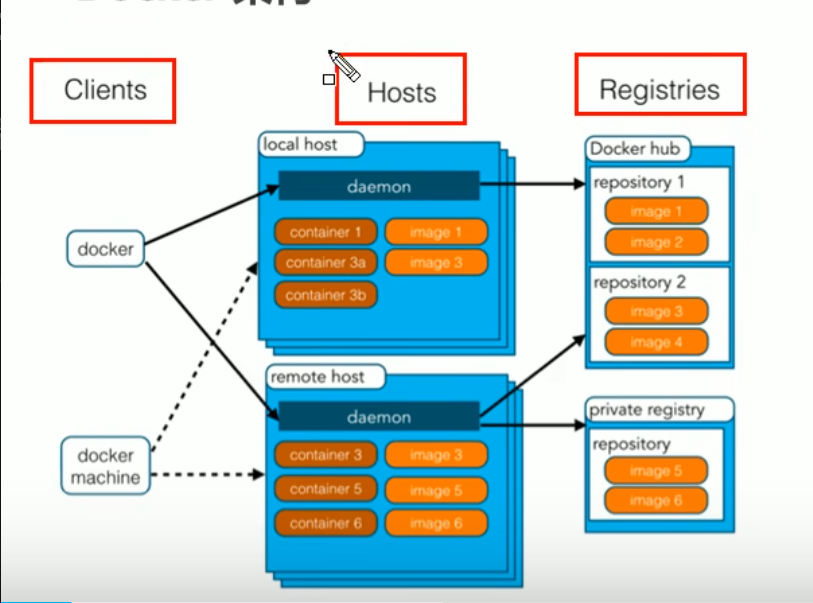 Clients
Hosts
Registries
local host
daemon
container 1
image 1
container 3a
image 3
container 3b
docker
docker
machine
remote host
daemon
container 3
image 3
container 5
image 5
container 6
image 6
Docker hub
repository 1
image 1
image 2
repository 2
image 3
image 4
private registry
repository
image 5
image 6